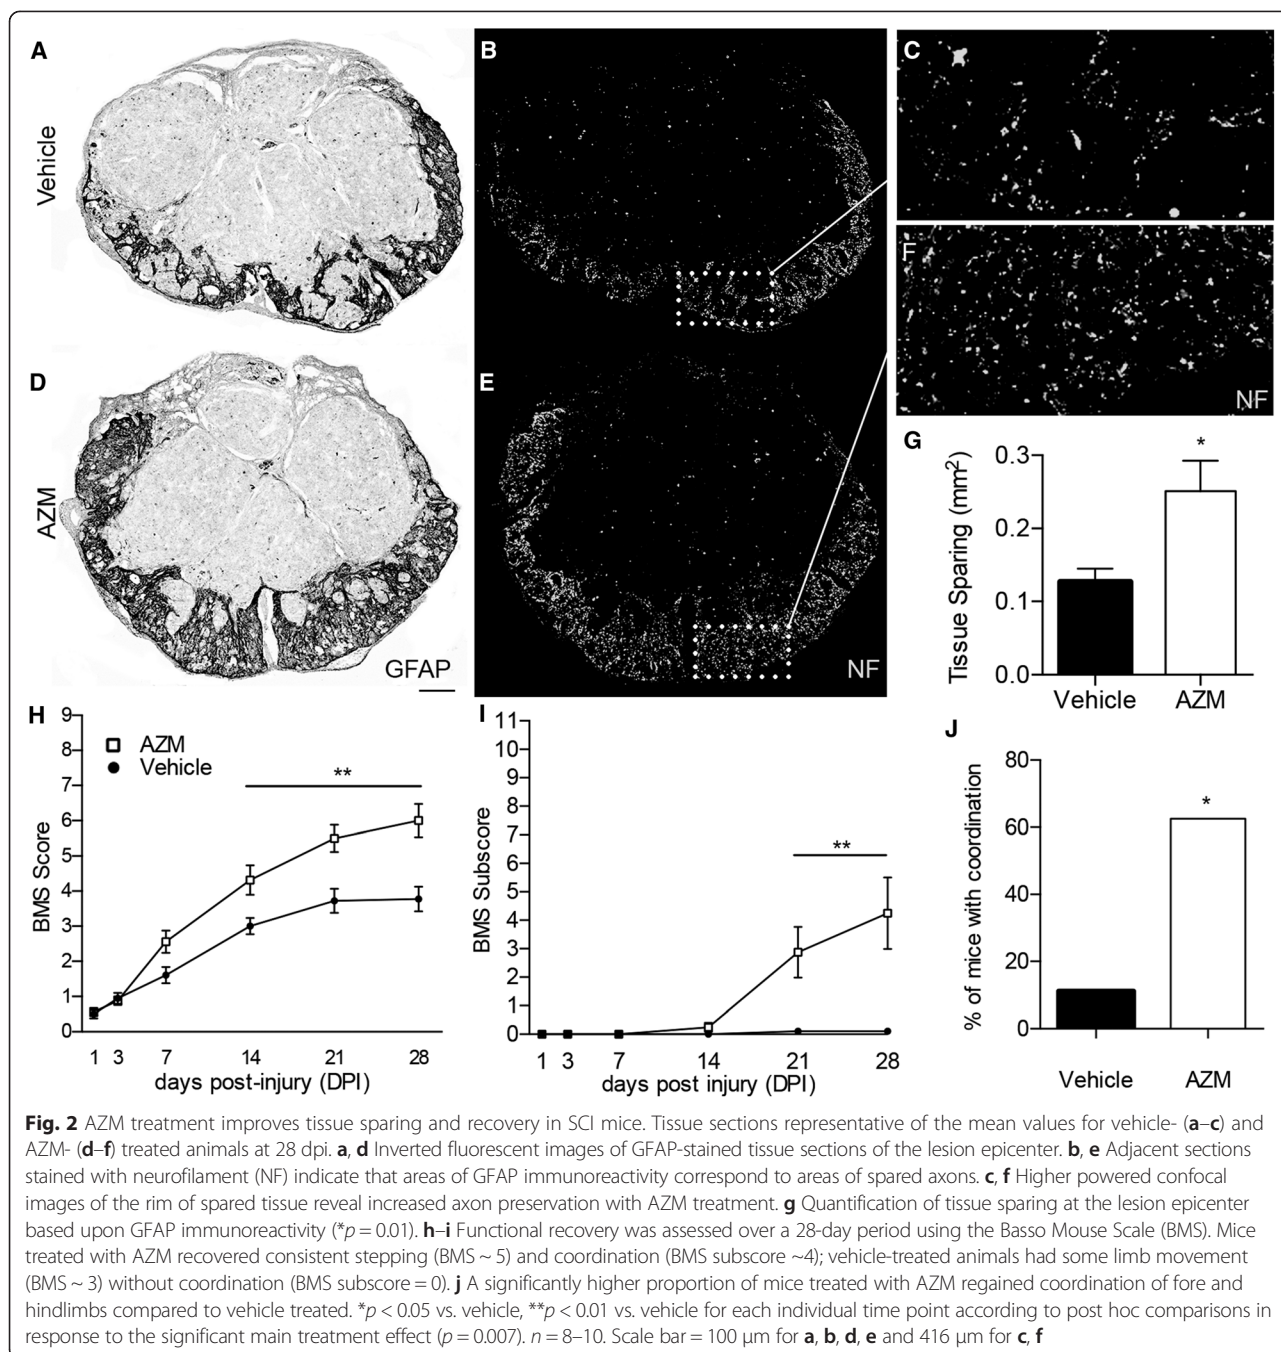 A
B
C
Vehicle
F
NF
D
E
AZM
GFAP
NF
G
*
Tissue Sparing (mm²)
0.3
0.2
0.1
0.0
Vehicle AZM
H
BMS Score
9
8
7
6
5
4
3
2
1
0
AZM
Vehicle
**
1 3 7 14 21 28
days post-injury (DPI)
I
BMS Subscore
11
10
9
8
7
6
5
4
3
2
1
0
**
1 3 7 14 21 28
days post injury (DPI)
J
% of mice with coordination
80
60
40
20
0
*
Vehicle AZM
Fig. 2 AZM treatment improves tissue sparing and recovery in SCI mice. Tissue sections representative of the mean values for vehicle- (a–c) and
AZM- (d–f) treated animals at 28 dpi. a, d Inverted fluorescent images of GFAP-stained tissue sections of the lesion epicenter. b, e Adjacent sections
stained with neurofilament (NF) indicate that areas of GFAP immunoreactivity correspond to areas of spared axons. c, f Higher powered confocal
images of the rim of spared tissue reveal increased axon preservation with AZM treatment. g Quantification of tissue sparing at the lesion epicenter
based upon GFAP immunoreactivity (*p = 0.01). h–i Functional recovery was assessed over a 28-day period using the Basso Mouse Scale (BMS). Mice
treated with AZM recovered consistent stepping (BMS ~ 5) and coordination (BMS subscore ~4); vehicle-treated animals had some limb movement
(BMS ~ 3) without coordination (BMS subscore = 0). j A significantly higher proportion of mice treated with AZM regained coordination of fore and
hindlimbs compared to vehicle treated. *p < 0.05 vs. vehicle, **p < 0.01 vs. vehicle for each individual time point according to post hoc comparisons in
response to the significant main treatment effect (p = 0.007). n = 8–10. Scale bar = 100 μm for a, b, d, e and 416 μm for c, f